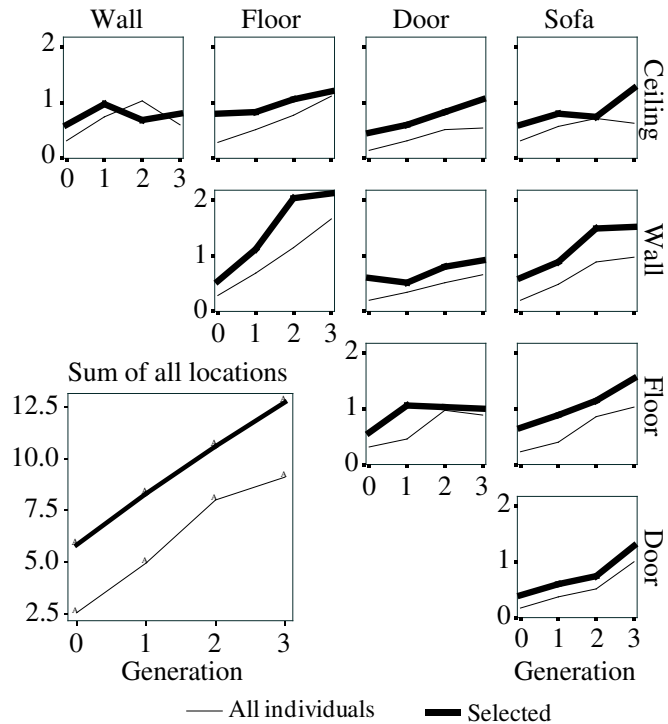 Wall Floor Door Sofa
2
1
0
0 1 2 3
Ceiling
2
1
0
0 1 2 3
Wall
2
1
0
0 1 2 3
Floor
Sum of all locations
12.5
10.0
7.5
5.0
2.5
0 1 2 3
Generation
2
1
0
0 1 2 3
Door
Generation
All individuals Selected